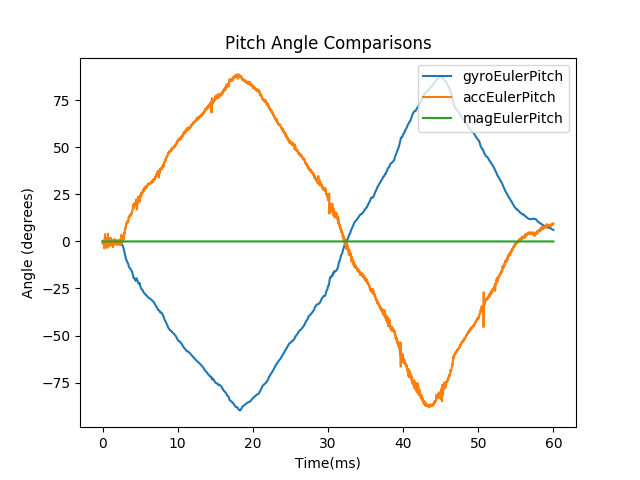 Pitch Angle Comparisons
gyroEulerPitch
accEulerPitch
magEulerPitch
Angle (degrees)
75
50
25
0
−25
−50
−75
0 10 20 30 40 50 60
Time(ms)